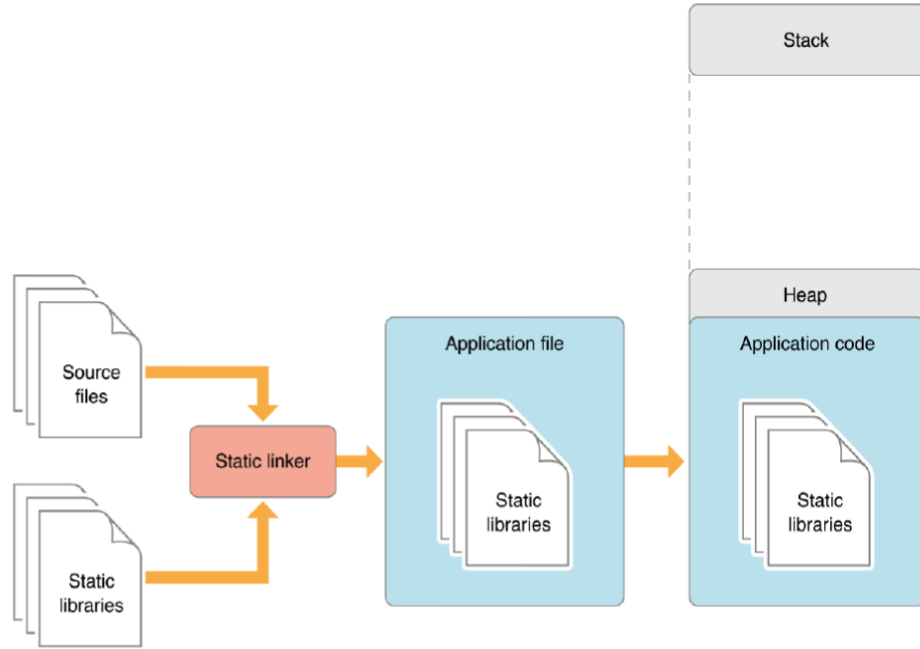 Stack
Heap
Application file
Application code
Source
files
Static linker
Static
libraries
Static
libraries
Static
libraries